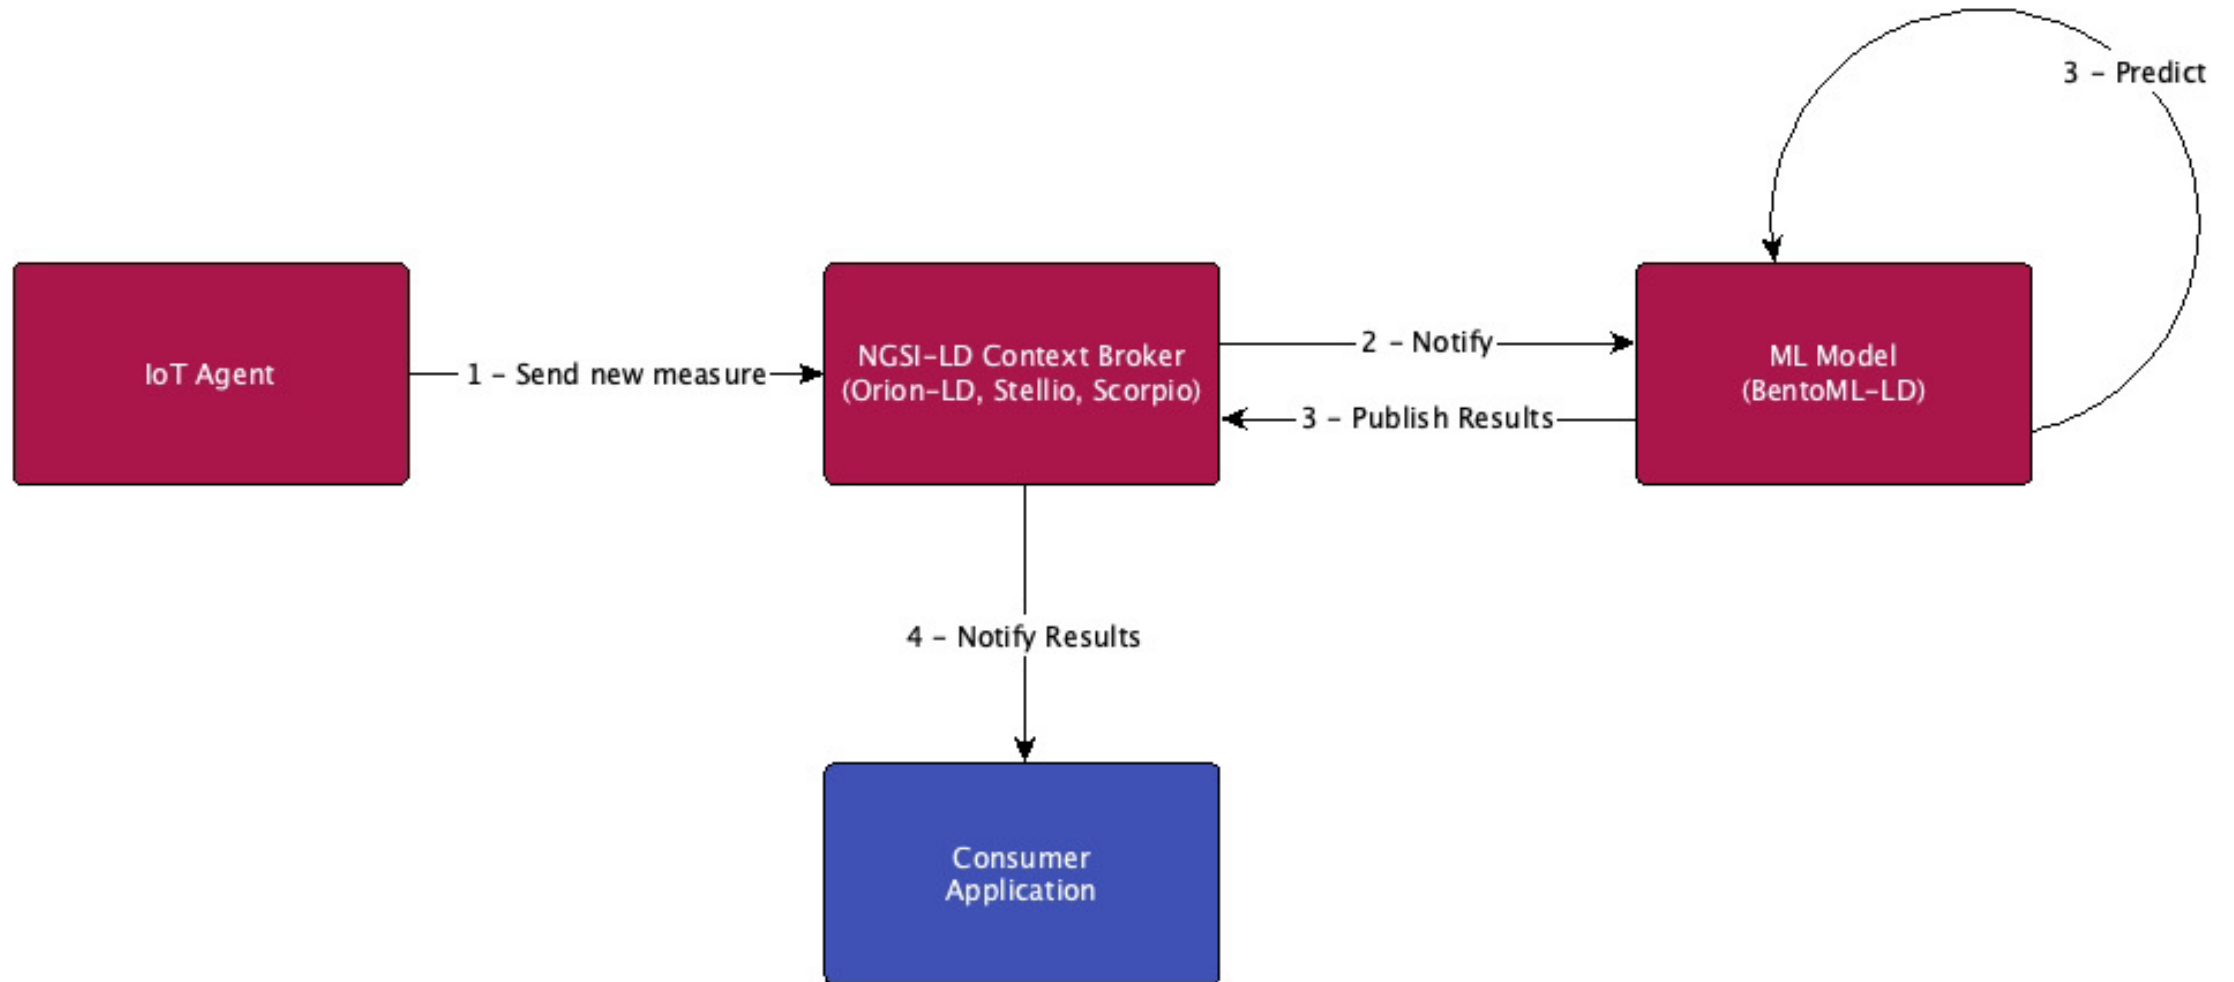 3 – Predict
IoT Agent
1 – Send new measure
NGSI-LD Context Broker
(Orion-LD, Stellio, Scorpio)
2 – Notify
3 – Publish Results
ML Model
(BentoML-LD)
4 – Notify Results
Consumer
Application